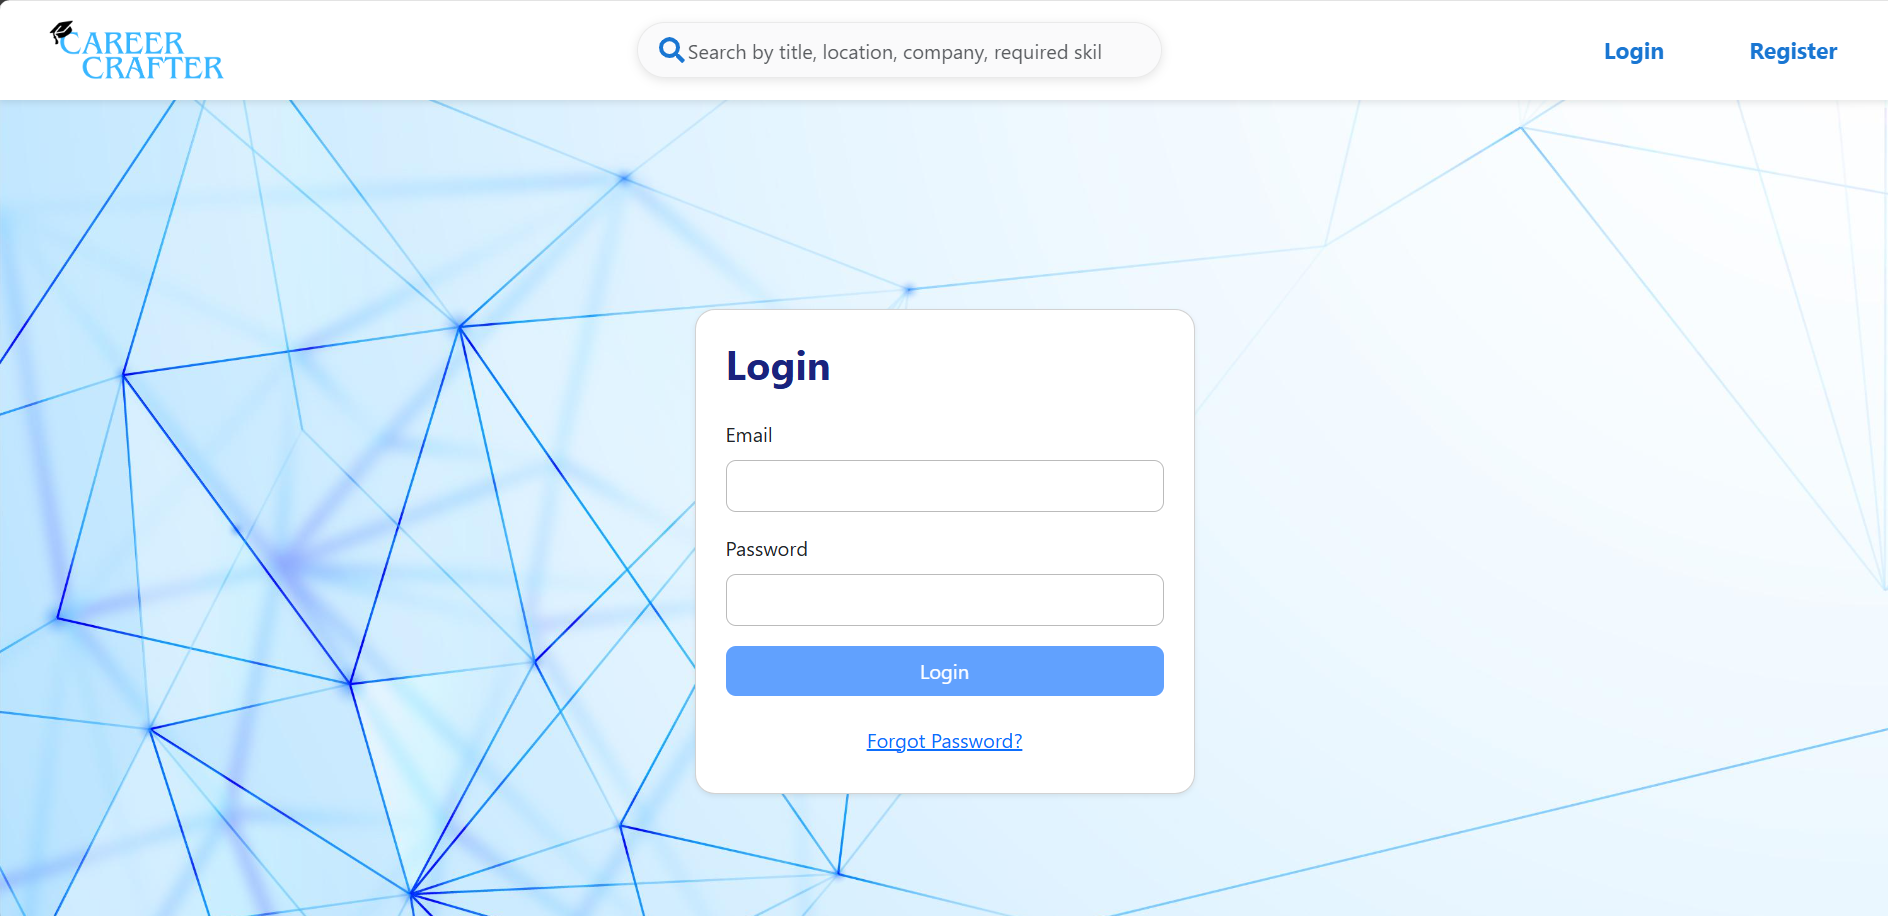 CAREER
CRAFTER
Search by title, location, company, required skil
Login
Register
Login
Email
Password
Login
Forgot Password?